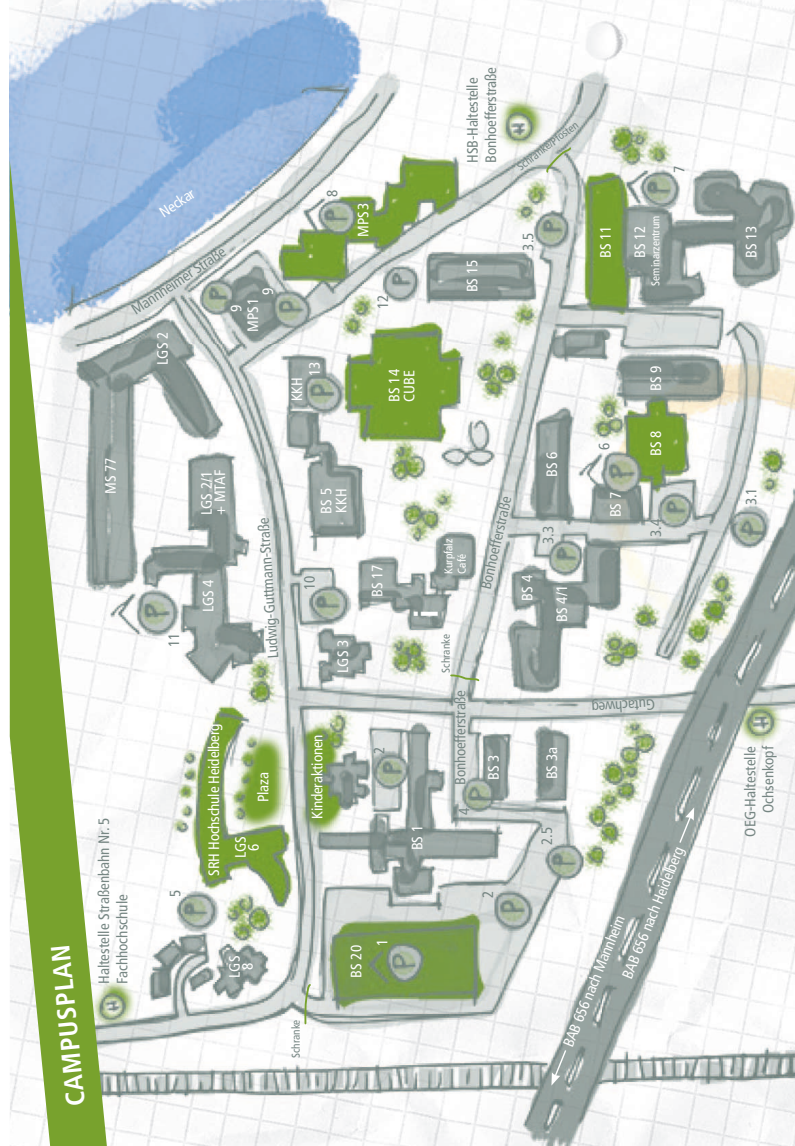 CAMPUSPLAN
Haltestelle Straßenbahn Nr. 5
Fachhochschule
H
LGS
8
5
P
SRH Hochschule Heidelberg
LGS
6
Plaza
11
P
LGS 4
LGS 2/1
+ MTAF
MS 77
LGS 2
Mannheimer Straße
Neckar
Ludwig-Guttmann-Straße
Schranke
BS 20
1
P
Kinderaktionen
2
P
BS 1
LGS 3
10
P
BS 17
Kurpfalz
Café
BS 5
KKH
KKH
13
P
BS 14
CUBE
9
P
MPS1
9
P
8
P
MPS 3
12
P
BS 15
HSB-Haltestelle
Bonhoefferstraße
H
Schranke/Pfosten
3.5
P
Bonhoefferstraße
Schranke
Bonhoefferstraße
4
P
BS 3
BS 3a
2
P
2.5
P
Gutachweg
BS 4
BS 4/1
3.3
P
BS 6
BS 7
6
P
BS 8
BS 9
3.4
P
3.1
P
BS 11
BS 12
Seminarzentrum
BS 13
7
P
BAB 656 nach Mannheim
BAB 656 nach Heidelberg
OEG-Haltestelle
Ochsenkopf
H